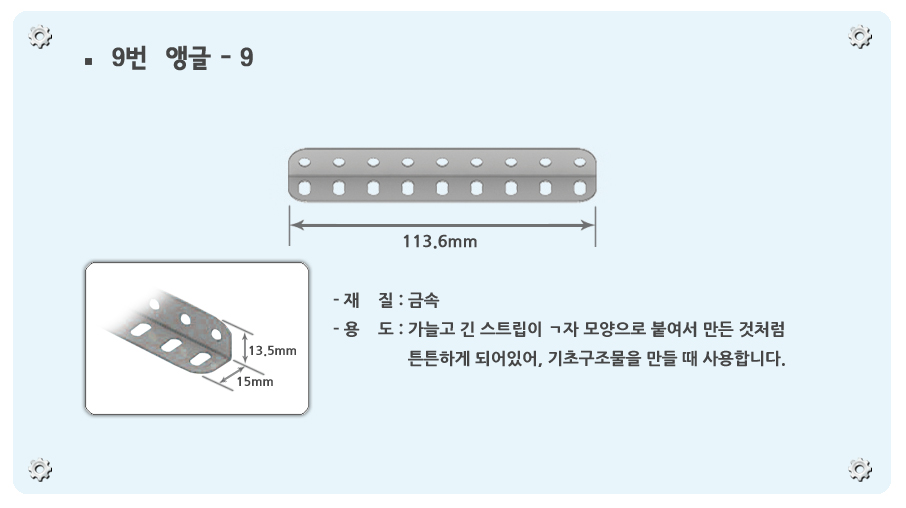 ▪ 9번 앵글 - 9
113.6mm
13.5mm
15mm
- 재 질 : 금속
- 용 도 : 가늘고 긴 스트립이 ㄱ자 모양으로 붙여서 만든 것처럼
튼튼하게 되어있어, 기초구조물을 만들 때 사용합니다.